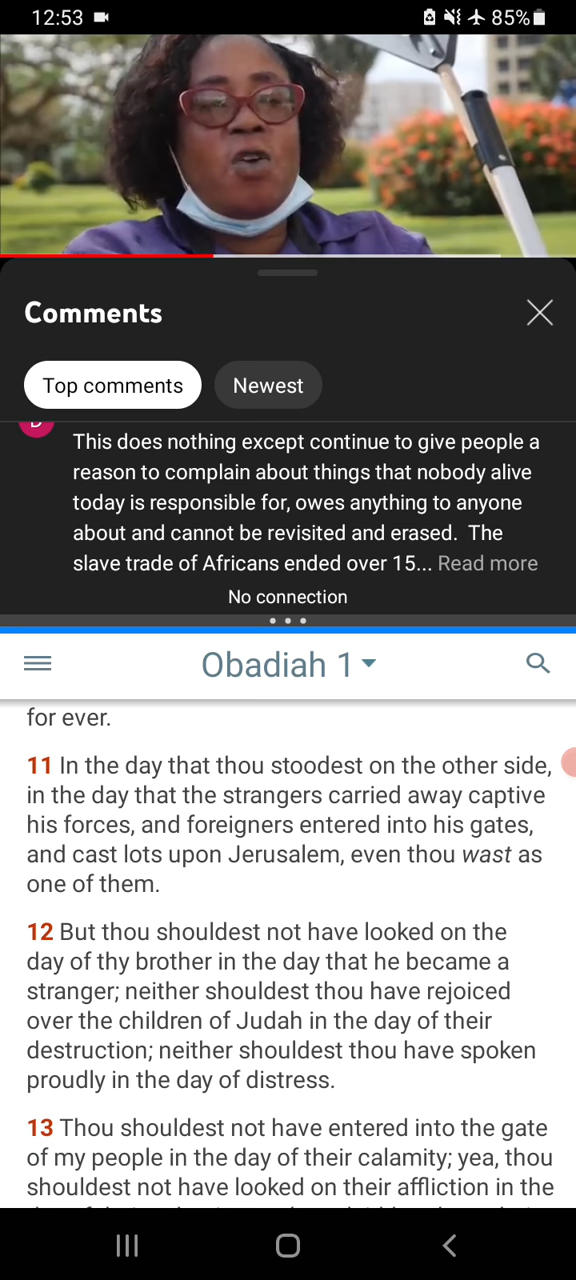 12:53 85%
Comments
Top comments Newest
This does nothing except continue to give people a
reason to complain about things that nobody alive
today is responsible for, owes anything to anyone
about and cannot be revisited and erased. The
slave trade of Africans ended over 15... Read more
No connection
Obadiah 1
for ever.
11 In the day that thou stoodest on the other side,
in the day that the strangers carried away captive
his forces, and foreigners entered into his gates,
and cast lots upon Jerusalem, even thou wast as
one of them.
12 But thou shouldest not have looked on the
day of thy brother in the day that he became a
stranger; neither shouldest thou have rejoiced
over the children of Judah in the day of their
destruction; neither shouldest thou have spoken
proudly in the day of distress.
13 Thou shouldest not have entered into the gate
of my people in the day of their calamity; yea, thou
shouldest not have looked on their affliction in the